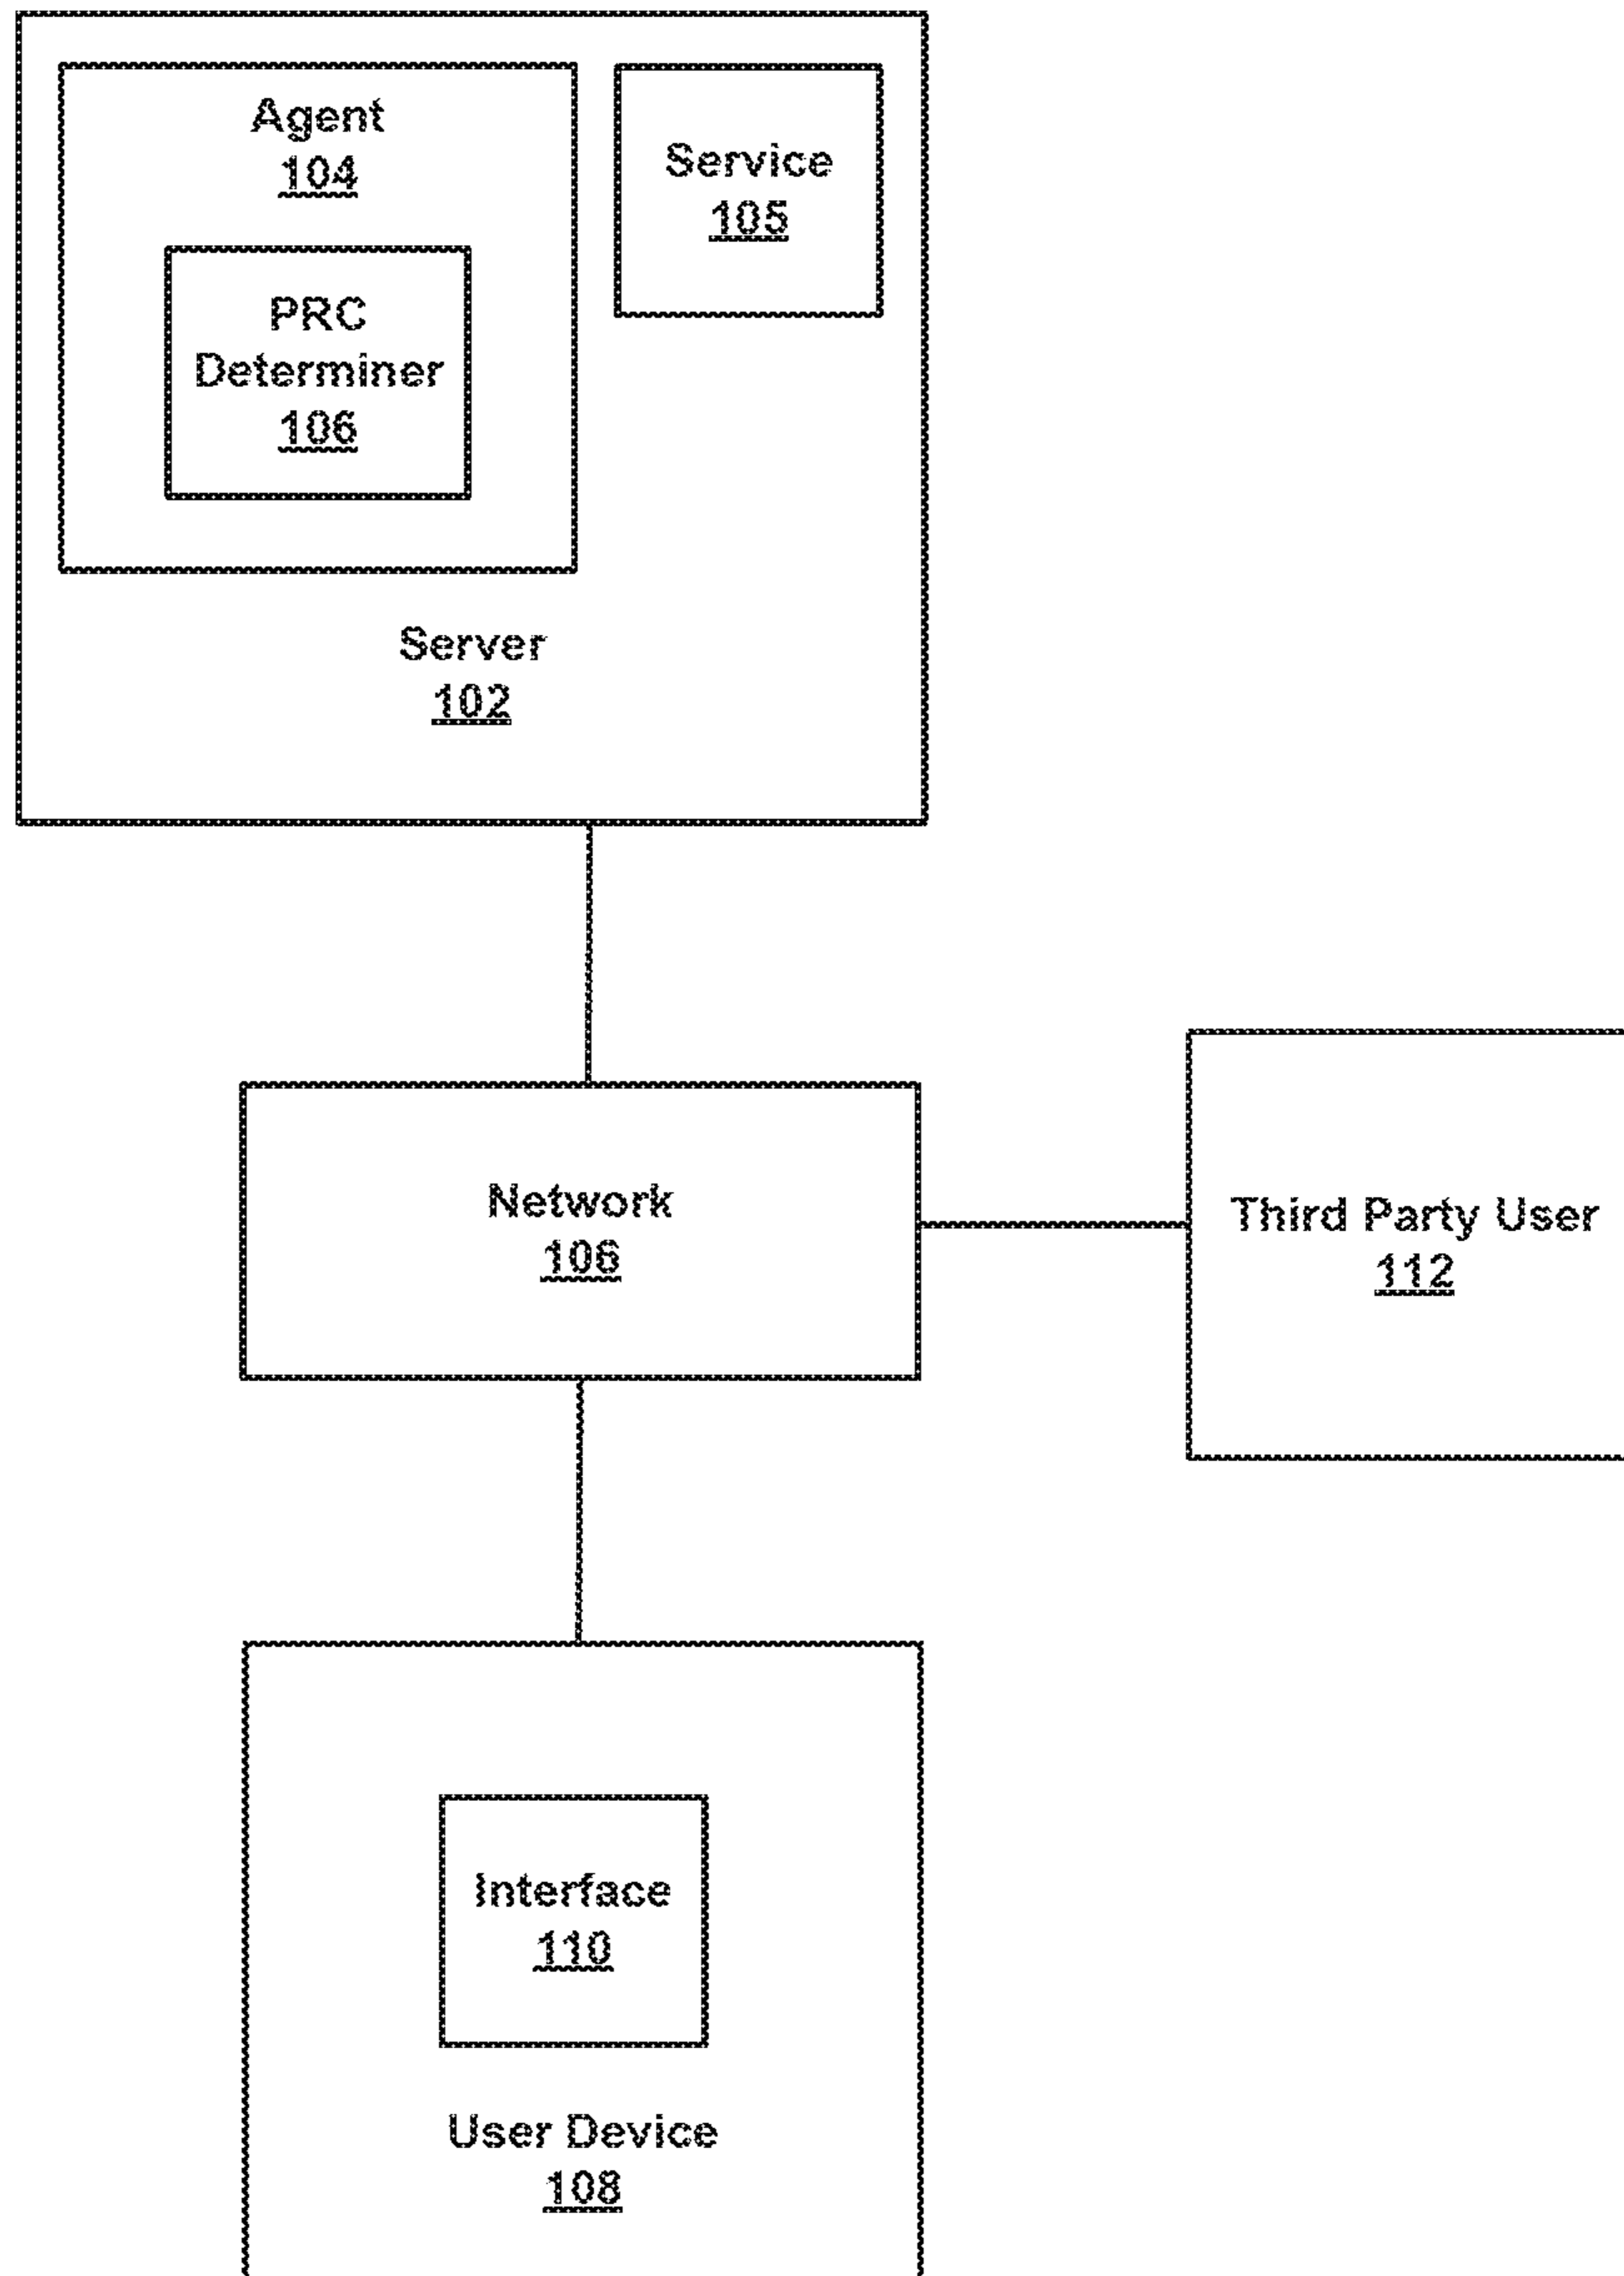 Agent
104
Service
105
PRC
Determiner
106
Server
102
Network
106
Third Party User
112
Interface
110
User Device
108